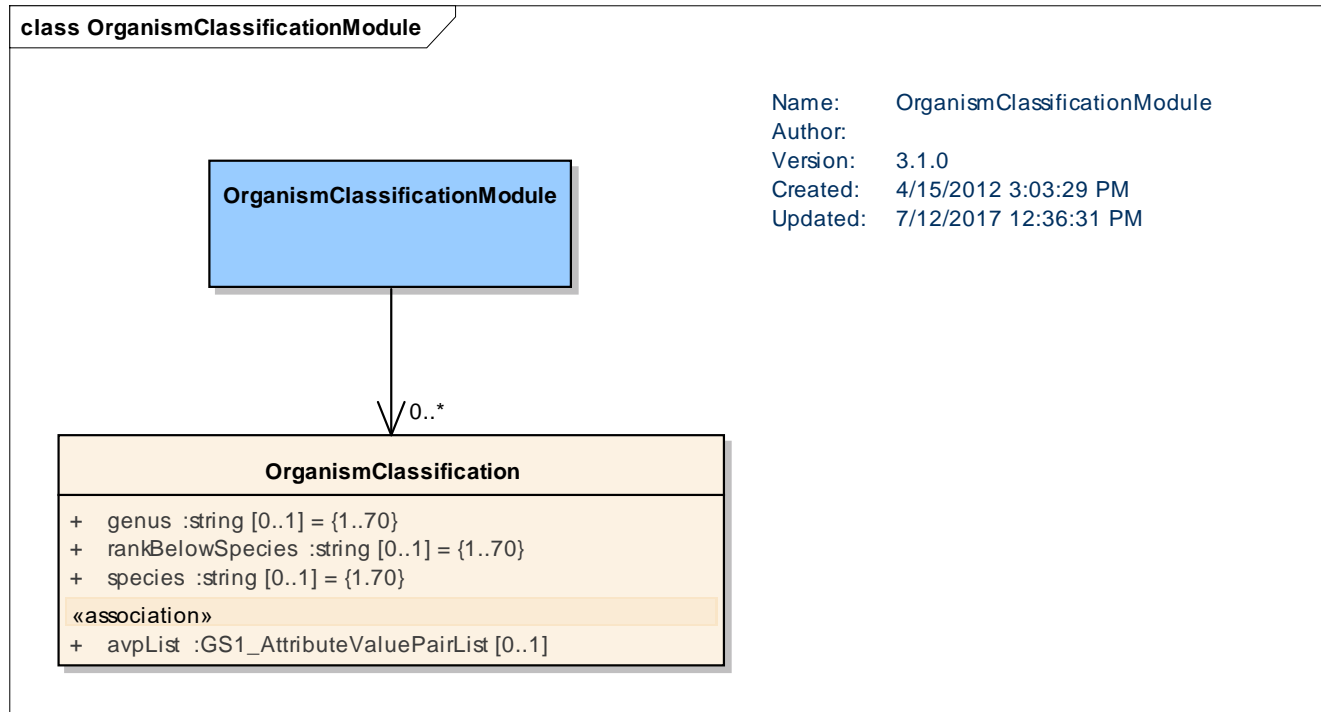 class OrganismClassificationModule
Name: OrganismClassificationModule
Author:
Version: 3.1.0
Created: 4/15/2012 3:03:29 PM
Updated: 7/12/2017 12:36:31 PM
OrganismClassificationModule
0..*
OrganismClassification
+ genus :string [0..1] = {1..70}
+ rankBelowSpecies :string [0..1] = {1..70}
+ species :string [0..1] = {1.70}
«association»
+ avpList :GS1_AttributeValuePairList [0..1]